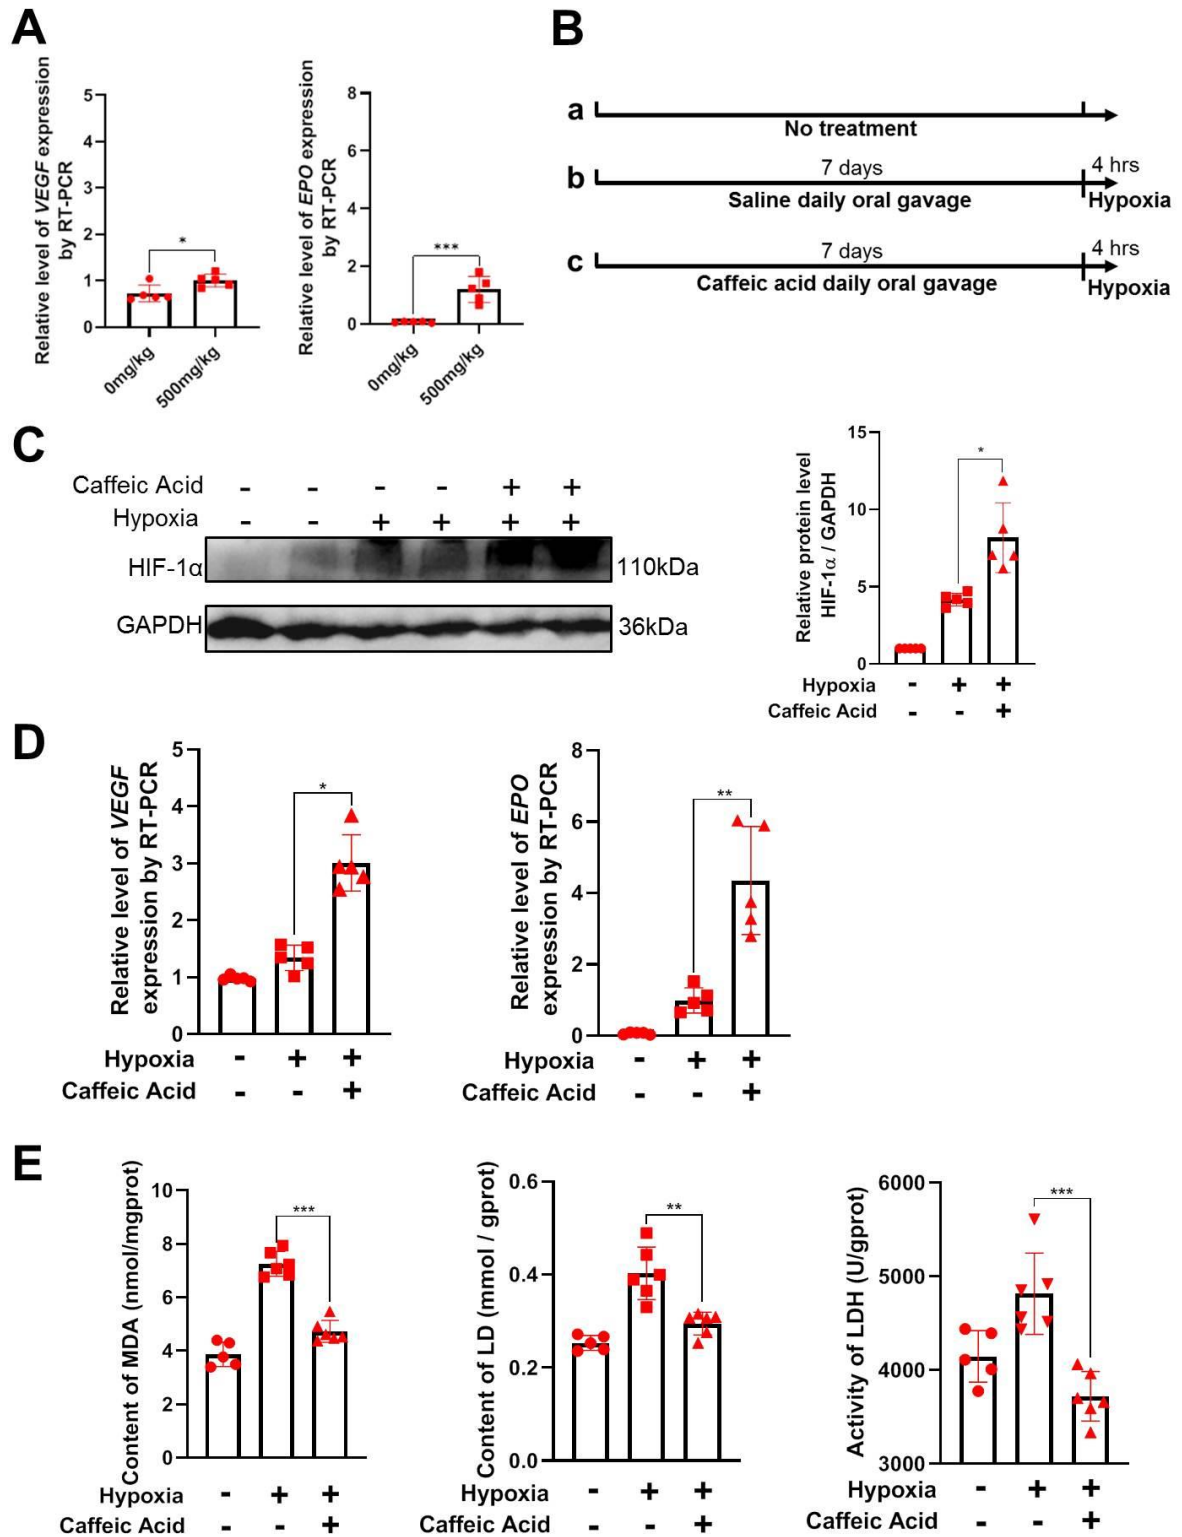 A
Relative level of VEGF expression
by RT-PCR
5
4
3
2
1
0
*
0mg/kg
500mg/kg
Relative level of EPO expression
by RT-PCR
8
6
4
2
0
***
0mg/kg
500mg/kg
B
a
No treatment
b
7 days
4 hrs
Saline daily oral gavage
Hypoxia
c
7 days
4 hrs
Caffeic acid daily oral gavage
Hypoxia
C
Caffeic Acid - - - - + +
Hypoxia - - + + + +
HIF-1α
110kDa
GAPDH
36kDa
Relative protein level
HIF-1α / GAPDH
15
10
5
0
*
Hypoxia - + +
Caffeic Acid - - +
D
Relative level of VEGF
expression by RT-PCR
5
4
3
2
1
0
*
Hypoxia - + +
Caffeic Acid - - +
Relative level of EPO
expression by RT-PCR
8
6
4
2
0
**
Hypoxia - + +
Caffeic Acid - - +
E
Content of MDA (nmol/mgprot)
10
8
6
4
2
0
***
Hypoxia - + +
Caffeic Acid - - +
Content of LD (mmol / gprot)
0.6
0.4
0.2
0.0
**
Hypoxia - + +
Caffeic Acid - - +
Activity of LDH (U/gprot)
6000
5000
4000
3000
***
Hypoxia - + +
Caffeic Acid - - +